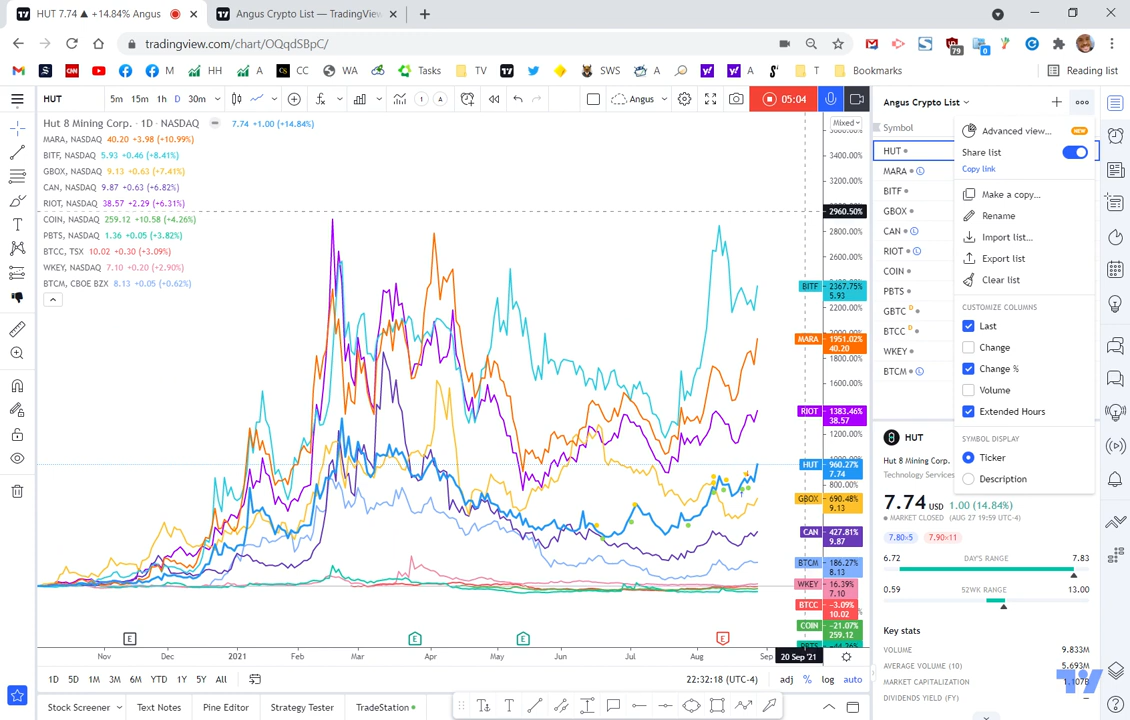 HUT 7.74 ▲ +14.84% Angus
Angus Crypto List — TradingView
tradingview.com/chart/OQqdSBpC/
79
0
M
HH
A
CC
WA
Tasks
TV
SWS
A
A
T
Bookmarks
Reading list
HUT
5m 15m 1h D 30m
Angus
05:04
Hut 8 Mining Corp. · 1D · NASDAQ
7.74 +1.00 (+14.84%)
MARA, NASDAQ 40.20 +3.98 (+10.99%)
BITF, NASDAQ 5.93 +0.46 (+8.41%)
GBOX, NASDAQ 9.13 +0.63 (+7.41%)
CAN, NASDAQ 9.87 +0.63 (+6.82%)
RIOT, NASDAQ 38.57 +2.29 (+6.31%)
COIN, NASDAQ 259.12 +10.58 (+4.26%)
PBTS, NASDAQ 1.36 +0.05 (+3.82%)
BTCC, TSX 10.02 +0.30 (+3.09%)
WKEY, NASDAQ 7.10 +0.20 (+2.90%)
BTCM, CBOE BZX 8.13 +0.05 (+0.62%)
Mixed
3400.00%
3200.00%
2960.50%
2800.00%
2600.00%
BITF 2367.75%
5.93
2200.00%
2000.00%
MARA 1951.02%
40.20
1800.00%
1600.00%
RIOT 1383.46%
38.57
1200.00%
HUT 960.27%
7.74
800.00%
GBOX 690.48%
9.13
CAN 427.81%
9.87
BTCM 186.27%
8.13
WKEY 16.39%
7.10
BTCC −3.09%
10.02
COIN −21.07%
259.12
E
E
E
E
Nov Dec 2021 Feb Mar Apr May Jun Jul Aug Sep 20 Sep '21
1D 5D 1M 3M 6M YTD 1Y 5Y All
22:32:18 (UTC-4)
adj % log auto
Stock Screener
Text Notes
Pine Editor
Strategy Tester
TradeStation
Angus Crypto List
Symbol
HUT
MARA
BITF
GBOX
CAN
RIOT
COIN
PBTS
GBTC D
BTCC D
WKEY
BTCM
Advanced view... NEW
Share list
Copy link
Make a copy...
Rename
Import list...
Export list
Clear list
CUSTOMIZE COLUMNS
Last
Change
Change %
Volume
Extended Hours
SYMBOL DISPLAY
Ticker
Description
HUT
Hut 8 Mining Corp.
Technology Services
7.74 USD 1.00 (14.84%)
MARKET CLOSED (AUG 27 19:59 UTC-4)
7.80×5 7.90×11
6.72 DAY'S RANGE 7.83
0.59 52WK RANGE 13.00
Key stats
VOLUME 9.833M
AVERAGE VOLUME (10) 5.693M
MARKET CAPITALIZATION 1.107B
DIVIDENDS YIELD (FY) –